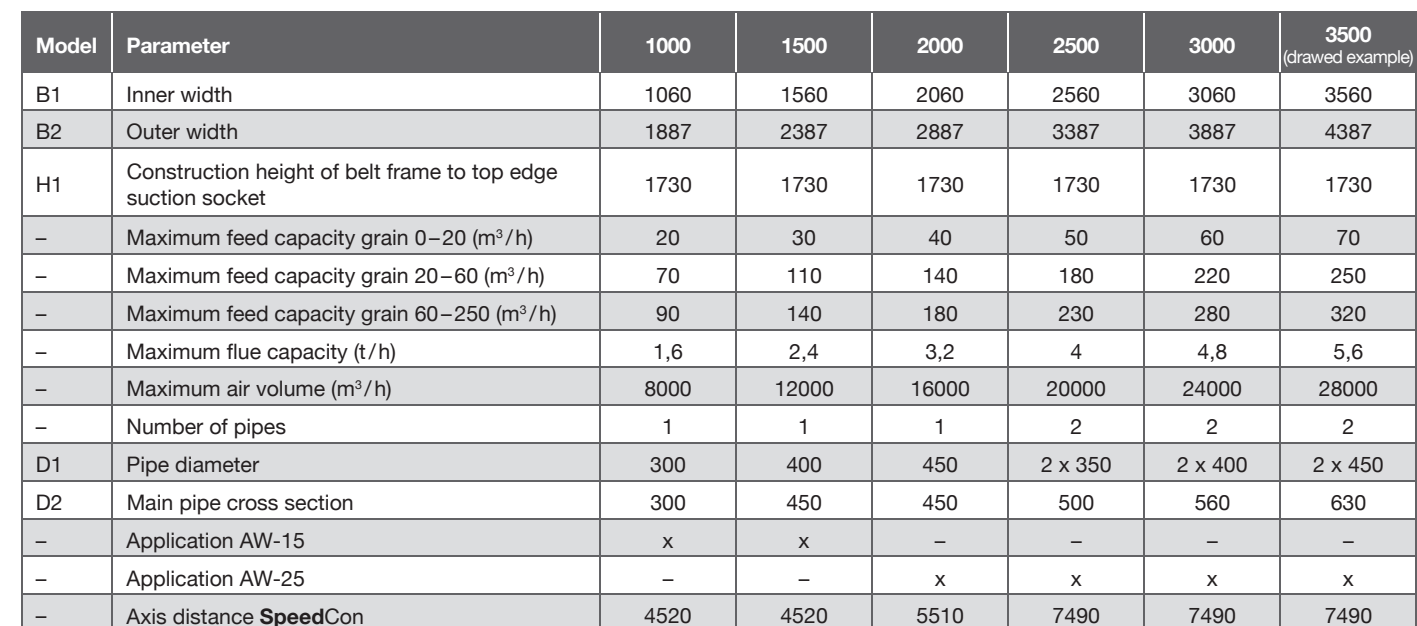 Model Parameter 1000 1500 2000 2500 3000 3500
(drawed example)
B1 Inner width 1060 1560 2060 2560 3060 3560
B2 Outer width 1887 2387 2887 3387 3887 4387
H1 Construction height of belt frame to top edge
suction socket 1730 1730 1730 1730 1730 1730
– Maximum feed capacity grain 0–20 (m³/h) 20 30 40 50 60 70
– Maximum feed capacity grain 20–60 (m³/h) 70 110 140 180 220 250
– Maximum feed capacity grain 60–250 (m³/h) 90 140 180 230 280 320
– Maximum flue capacity (t/h) 1,6 2,4 3,2 4 4,8 5,6
– Maximum air volume (m³/h) 8000 12000 16000 20000 24000 28000
– Number of pipes 1 1 1 2 2 2
D1 Pipe diameter 300 400 450 2 x 350 2 x 400 2 x 450
D2 Main pipe cross section 300 450 450 500 560 630
– Application AW-15 x x – – – –
– Application AW-25 – – x x x x
– Axis distance SpeedCon 4520 4520 5510 7490 7490 7490